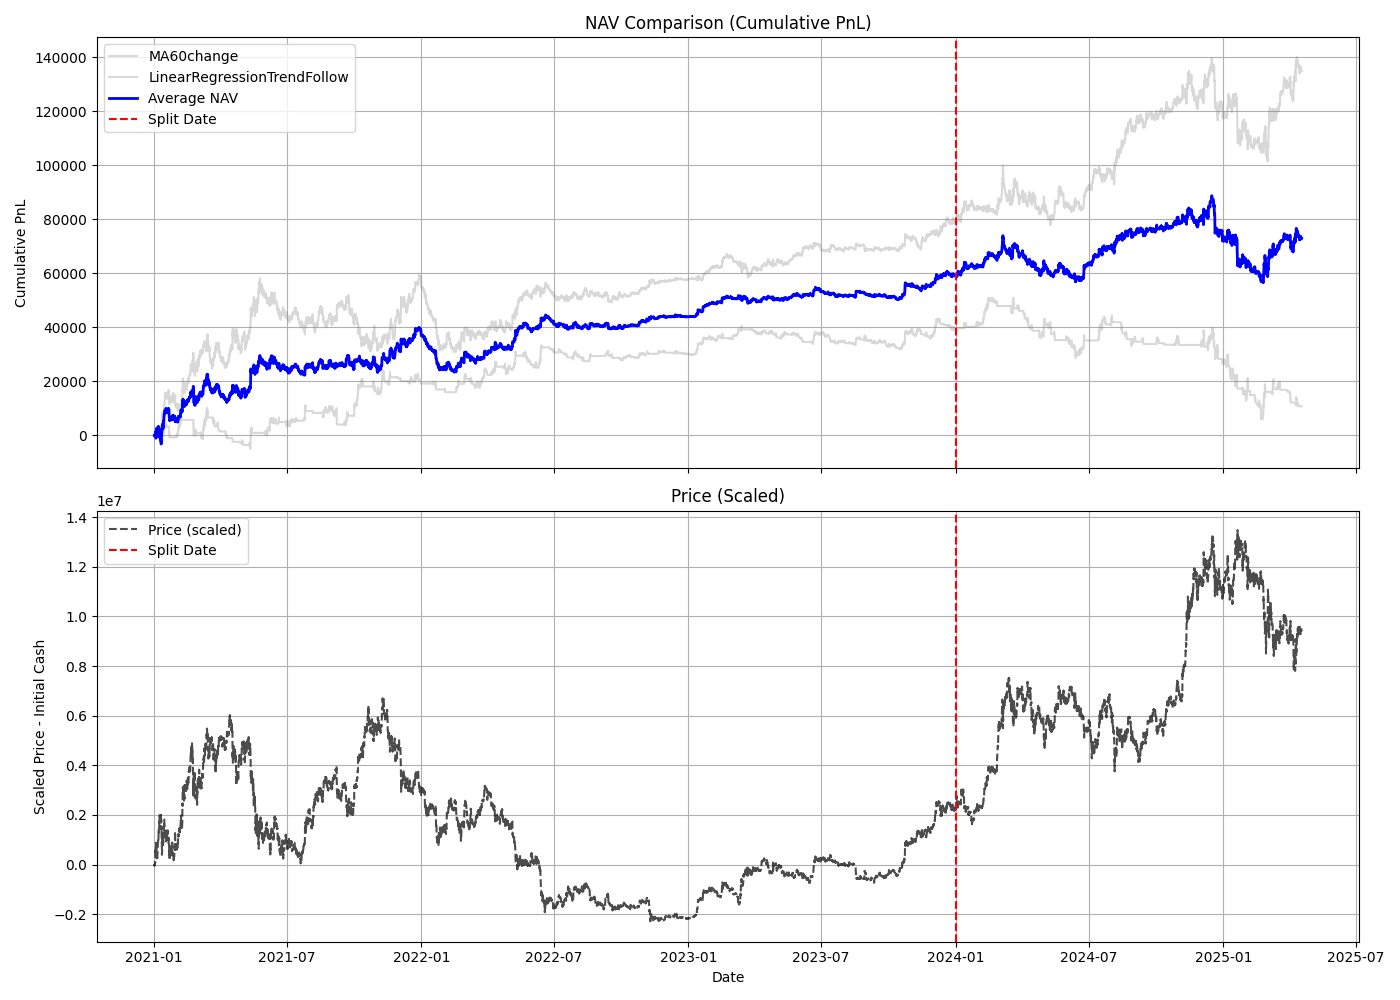 NAV Comparison (Cumulative PnL)
MA60change
LinearRegressionTrendFollow
Average NAV
Split Date
Cumulative PnL
140000
120000
100000
80000
60000
40000
20000
0
Price (Scaled)
1e7
Price (scaled)
Split Date
Scaled Price - Initial Cash
1.4
1.2
1.0
0.8
0.6
0.4
0.2
0.0
−0.2
2021-01 2021-07 2022-01 2022-07 2023-01 2023-07 2024-01 2024-07 2025-01 2025-07
Date